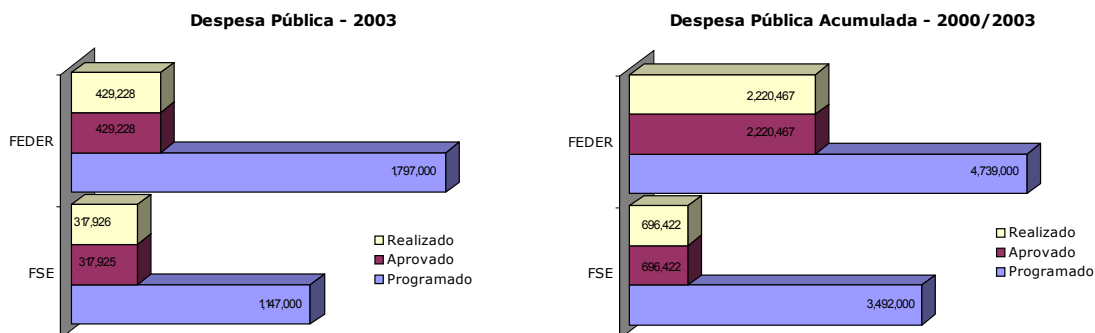 Despesa Pública - 2003
FEDER
429,228
429,228
1,797,000
FSE
317,926
317,925
1,147,000
Realizado
Aprovado
Programado
Despesa Pública Acumulada - 2000/2003
FEDER
2,220,467
2,220,467
4,739,000
FSE
696,422
696,422
3,492,000
Realizado
Aprovado
Programado